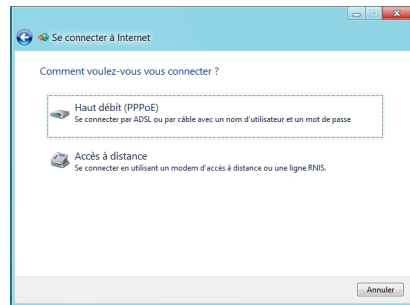 Se connecter à Internet
Comment voulez-vous vous connecter ?
Haut débit (PPPoE)
Se connecter par ADSL ou par câble avec un nom d'utilisateur et un mot de passe
Accès à distance
Se connecter en utilisant un modem d'accès à distance ou une ligne RNIS.
Annuler